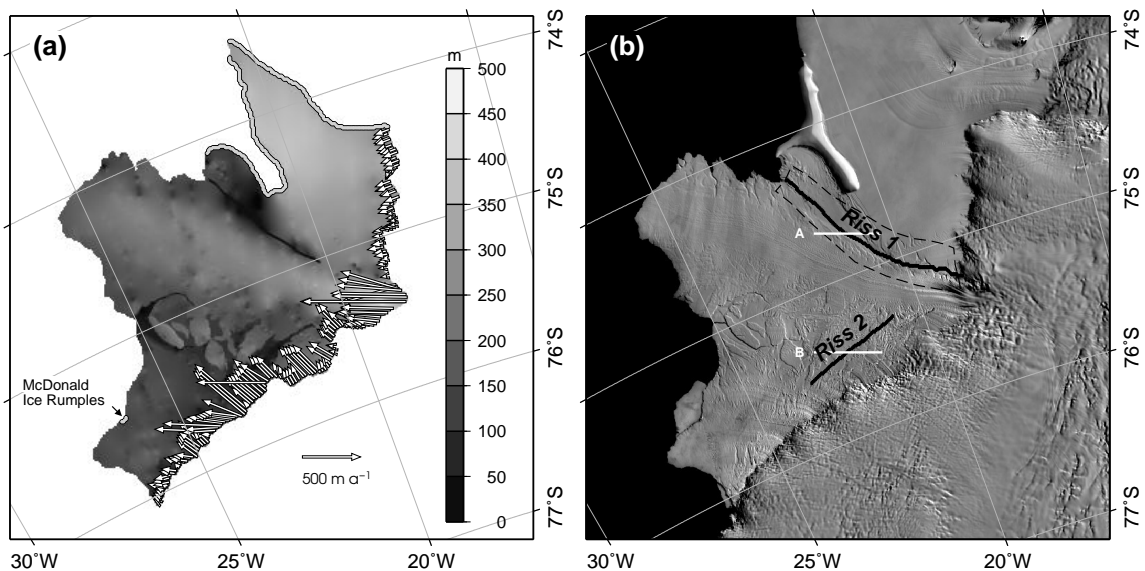 (a)
m
500
450
400
350
300
250
200
150
100
50
0
McDonald
Ice Rumples
500 m a⁻¹
74°S
75°S
76°S
77°S
30°W
25°W
20°W
(b)
Riss 1
A
Riss 2
B
74°S
75°S
76°S
77°S
30°W
25°W
20°W